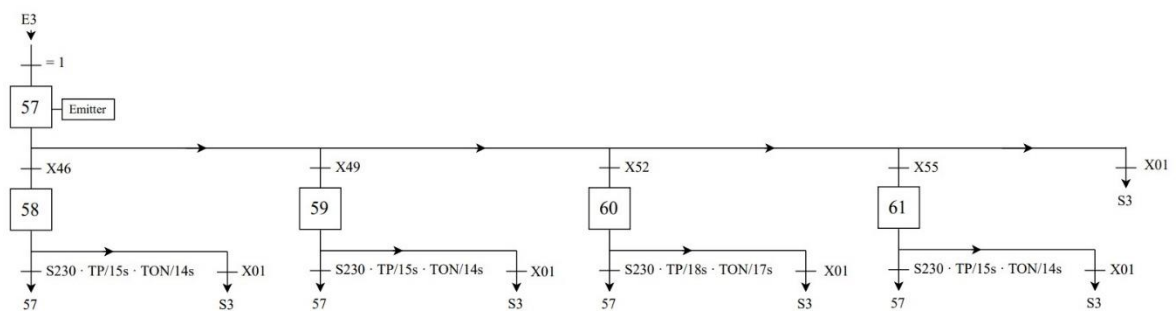 E3
= 1
57 Emitter
X46 X49 X52 X55 X01
58 59 60 61 S3
S230 · TP/15s · TON/14s X01 S230 · TP/15s · TON/14s X01 S230 · TP/18s · TON/17s X01 S230 · TP/15s · TON/14s X01
57 S3 57 S3 57 S3 57 S3